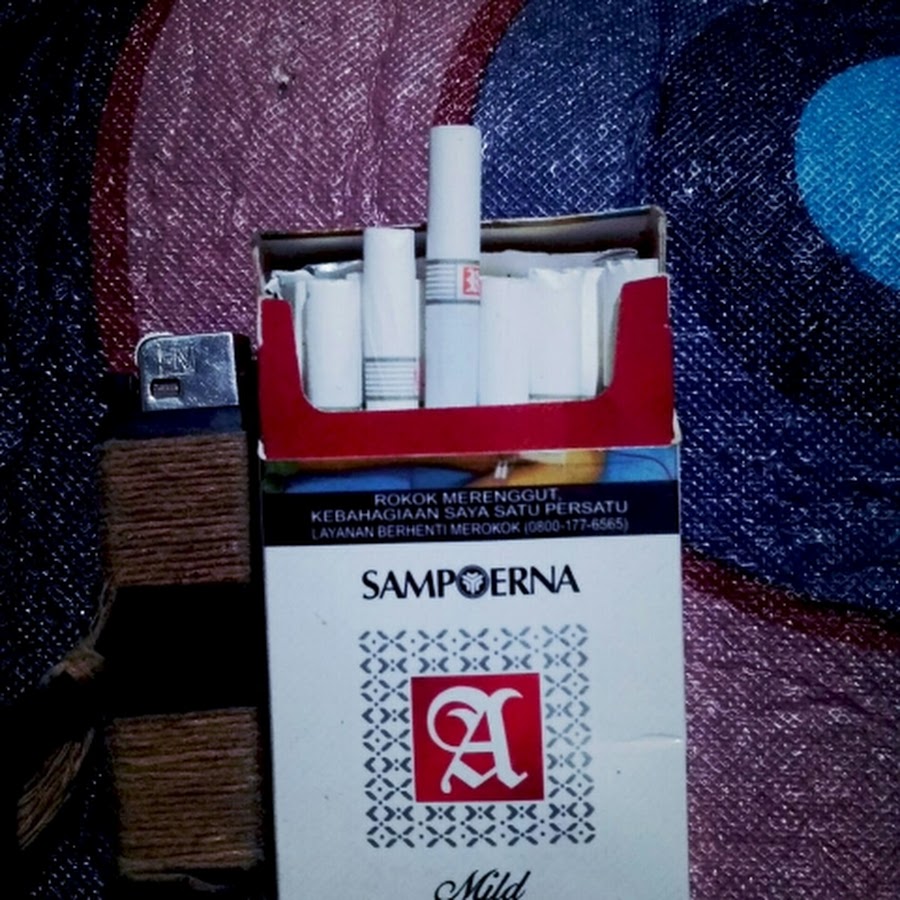 ROKOK MERENGGUT,
KEBAHAGIAAN SAYA SATU PERSATU
LAYANAN BERHENTI MEROKOK (0800-177-6565)
SAMPOERNA
A
Mild